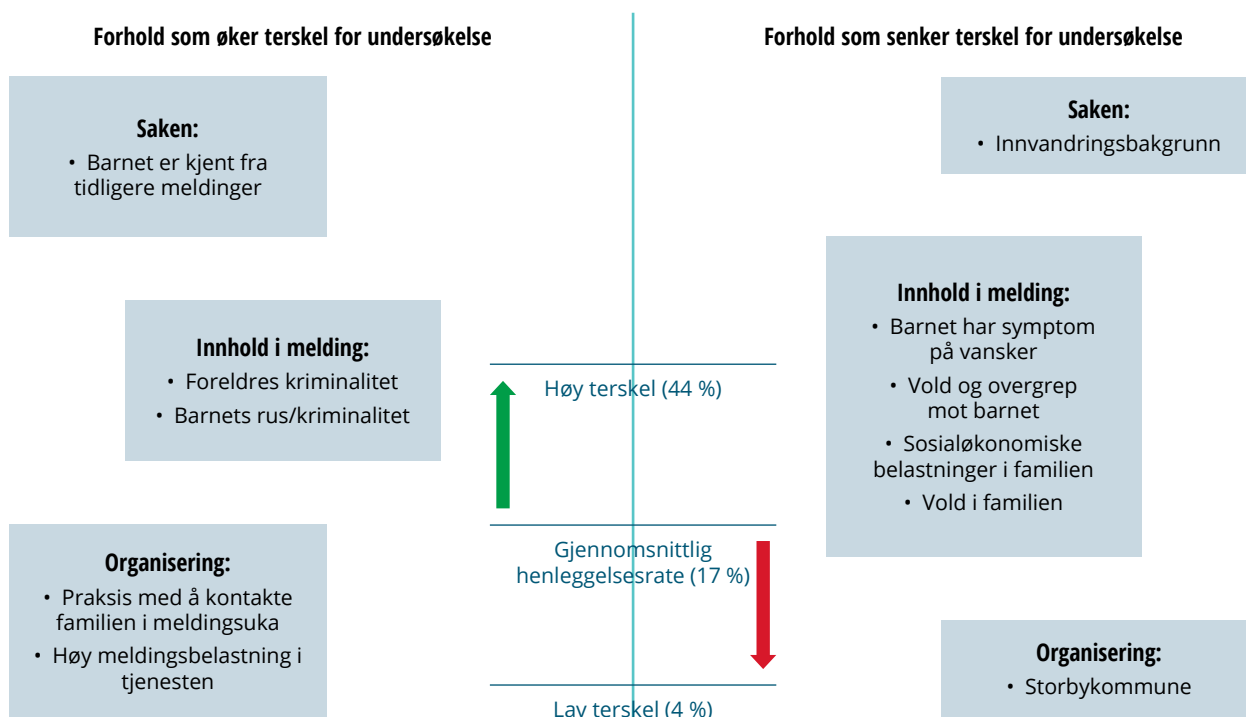 Forhold som øker terskel for undersøkelse
Saken:
• Barnet er kjent fra
tidligere meldinger
Innhold i melding:
• Foreldres kriminalitet
• Barnets rus/kriminalitet
Organisering:
• Praksis med å kontakte
familien i meldingsuka
• Høy meldingsbelastning i
tjenesten
Høy terskel (44 %)
Gjennomsnittlig
henleggelsesrate (17 %)
Lav terskel (4 %)
Forhold som senker terskel for undersøkelse
Saken:
• Innvandringsbakgrunn
Innhold i melding:
• Barnet har symptom
på vansker
• Vold og overgrep
mot barnet
• Sosialøkonomiske
belastninger i familien
• Vold i familien
Organisering:
• Storbykommune